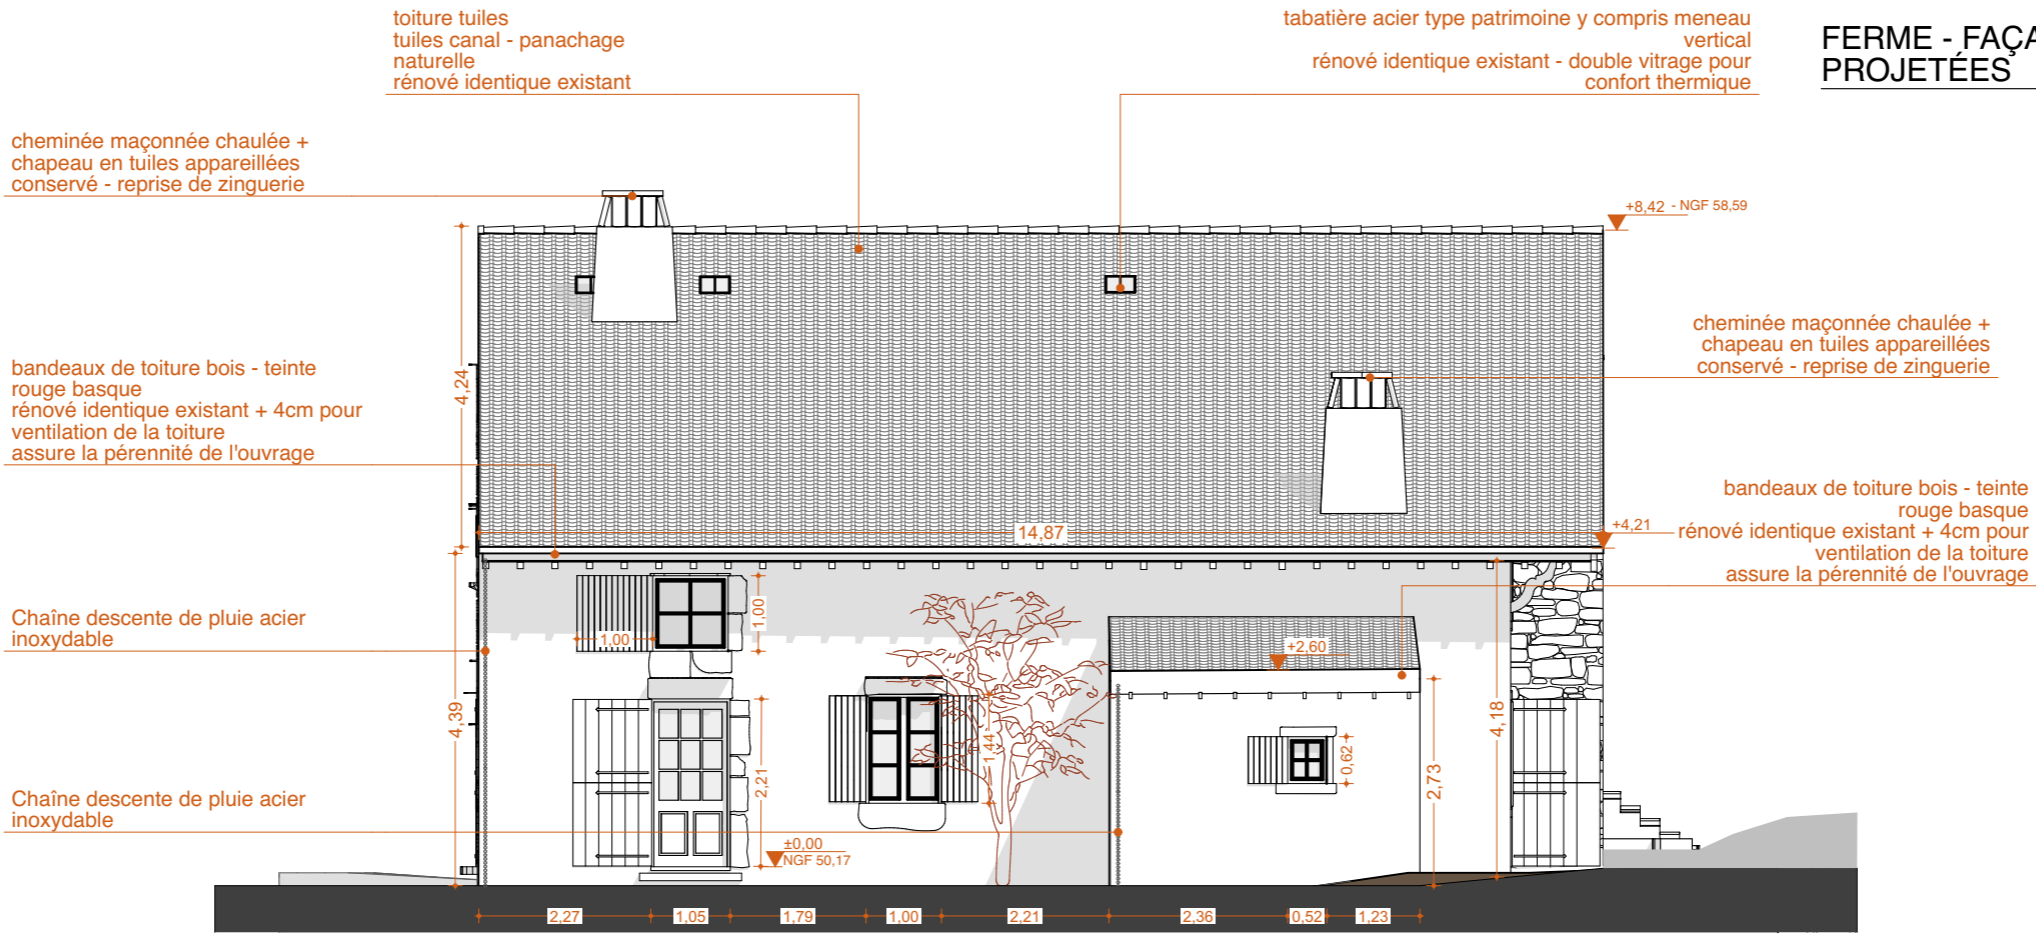 toiture tuiles
tuiles canal - panachage
naturelle
rénové identique existant
tabatière acier type patrimoine y compris meneau
vertical
rénové identique existant - double vitrage pour
confort thermique
FERME - FAÇA
PROJETÉES
cheminée maçonnée chaulée +
chapeau en tuiles appareillées
conservé - reprise de zinguerie
+8,42 - NGF 58,59
cheminée maçonnée chaulée +
chapeau en tuiles appareillées
conservé - reprise de zinguerie
bandeaux de toiture bois - teinte
rouge basque
rénové identique existant + 4cm pour
ventilation de la toiture
assure la pérennité de l'ouvrage
4,24
14,87
+4,21
bandeaux de toiture bois - teinte
rouge basque
rénové identique existant + 4cm pour
ventilation de la toiture
assure la pérennité de l'ouvrage
Chaîne descente de pluie acier
inoxydable
1,00
1,00
+2,60
4,39
2,21
1,44
0,62
2,73
4,18
Chaîne descente de pluie acier
inoxydable
±0,00
NGF 50,17
2,27
1,05
1,79
1,00
2,21
2,36
0,52
1,23